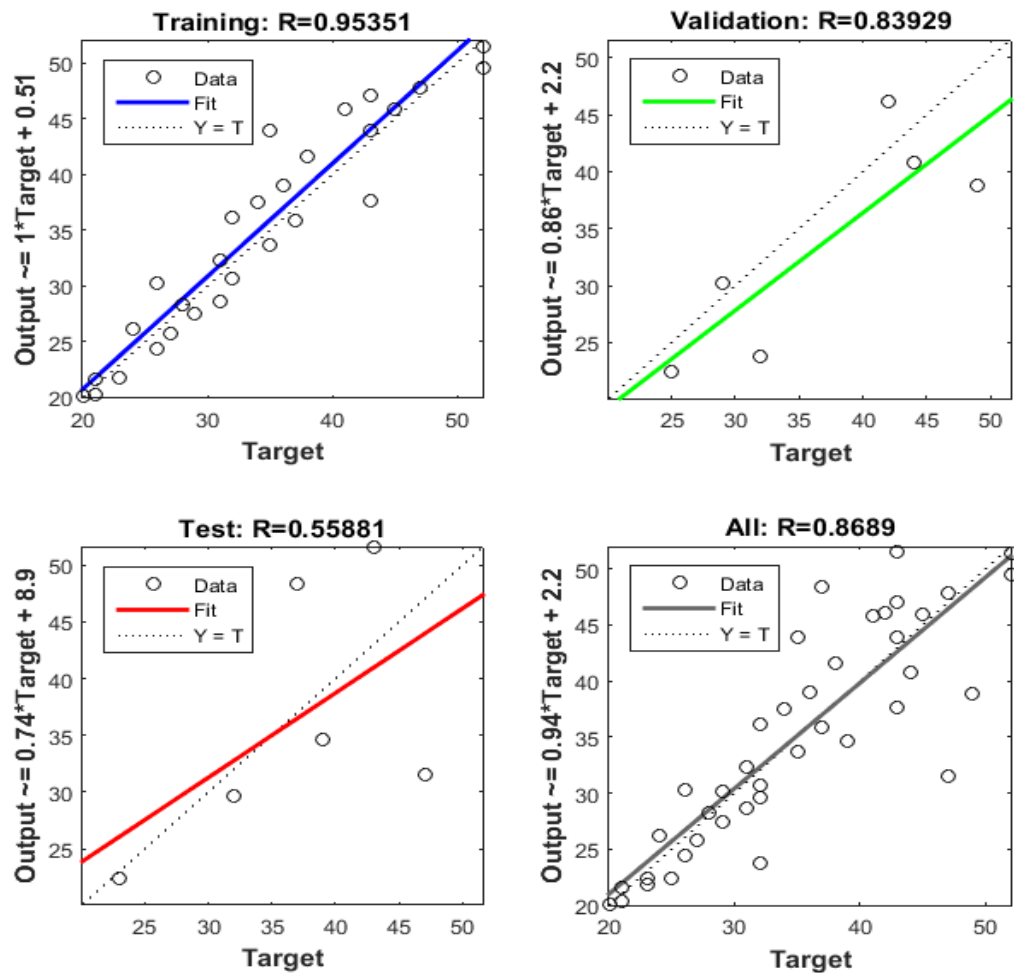 Training: R=0.95351
Output ~= 1*Target + 0.51
50
45
40
35
30
25
20
Data
Fit
Y = T
20
30
40
50
Target
Validation: R=0.83929
Output ~= 0.86*Target + 2.2
50
45
40
35
30
25
20
Data
Fit
Y = T
25
30
35
40
45
50
Target
Test: R=0.55881
Output ~= 0.74*Target + 8.9
50
45
40
35
30
25
Data
Fit
Y = T
25
30
35
40
45
50
Target
All: R=0.8689
Output ~= 0.94*Target + 2.2
50
45
40
35
30
25
20
Data
Fit
Y = T
20
30
40
50
Target